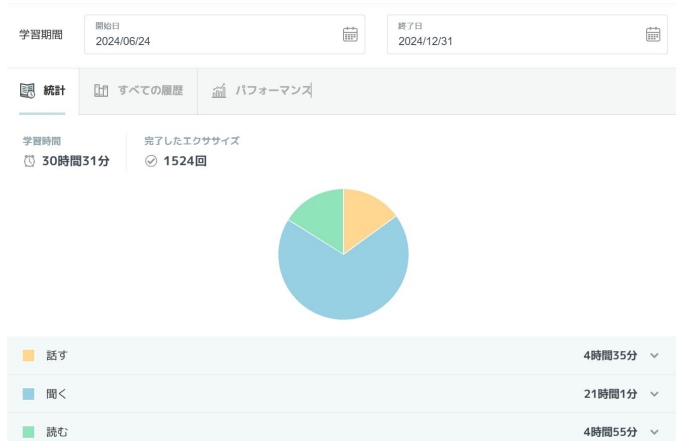 学習期間
開始日
2024/06/24
終了日
2024/12/31
統計
すべての履歴
パフォーマンス
学習時間
30時間31分
完了したエクササイズ
1524回
話す
4時間35分
聞く
21時間1分
読む
4時間55分